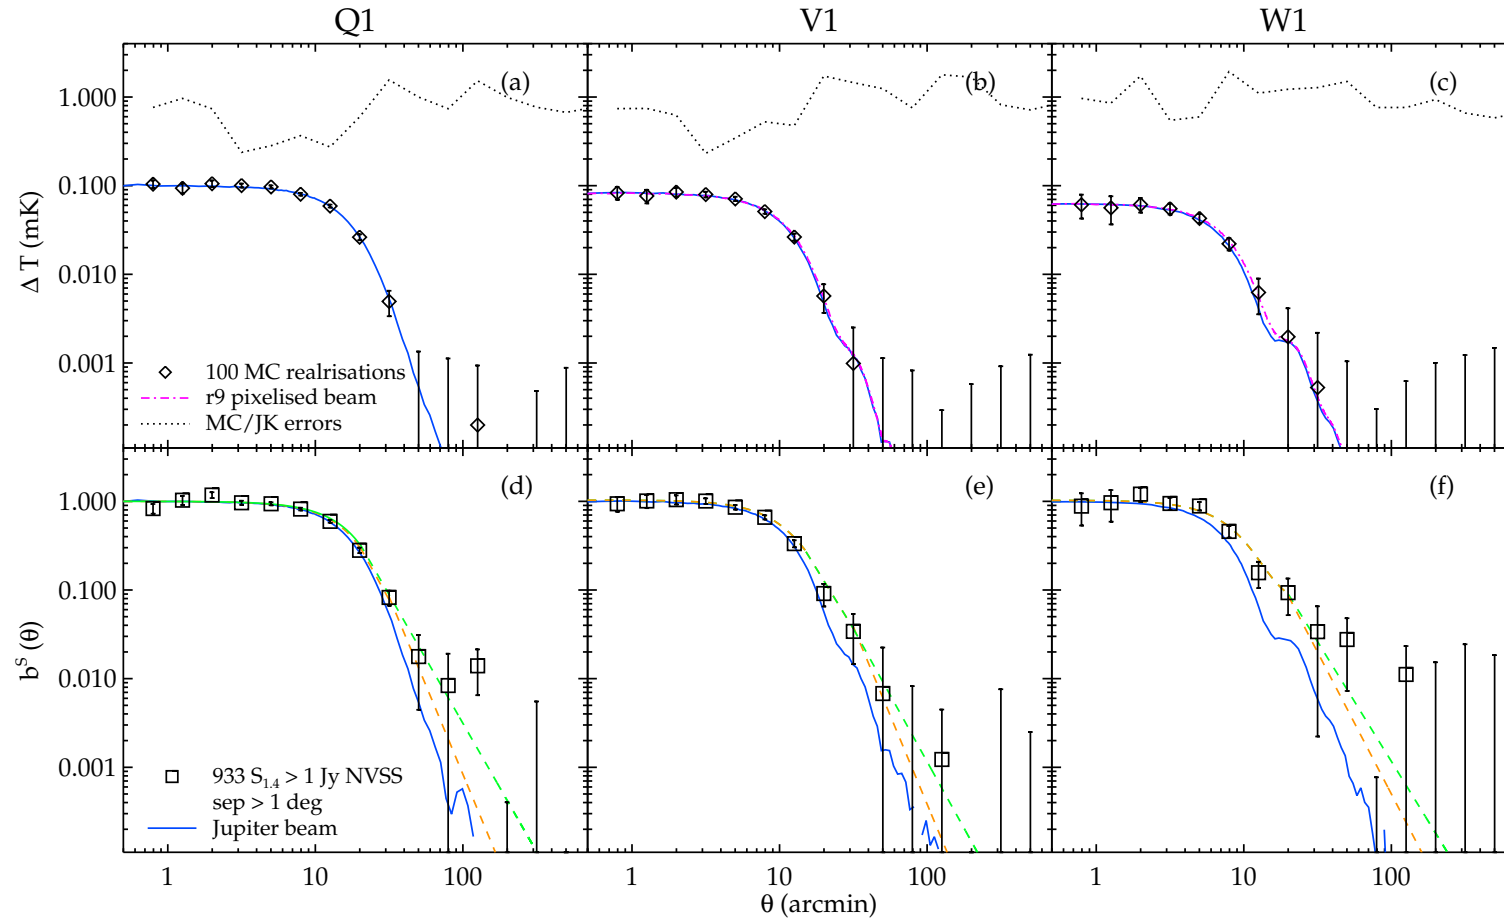 Q1 V1 W1
(a) (b) (c)
1.000
0.100
0.010
0.001
Δ T (mK)
100 MC realrisations
r9 pixelised beam
MC/JK errors
(d) (e) (f)
1.000
0.100
0.010
0.001
b^S (θ)
933 S_{1.4} > 1 Jy NVSS
sep > 1 deg
Jupiter beam
1 10 100 1 10 100 1 10 100
θ (arcmin)